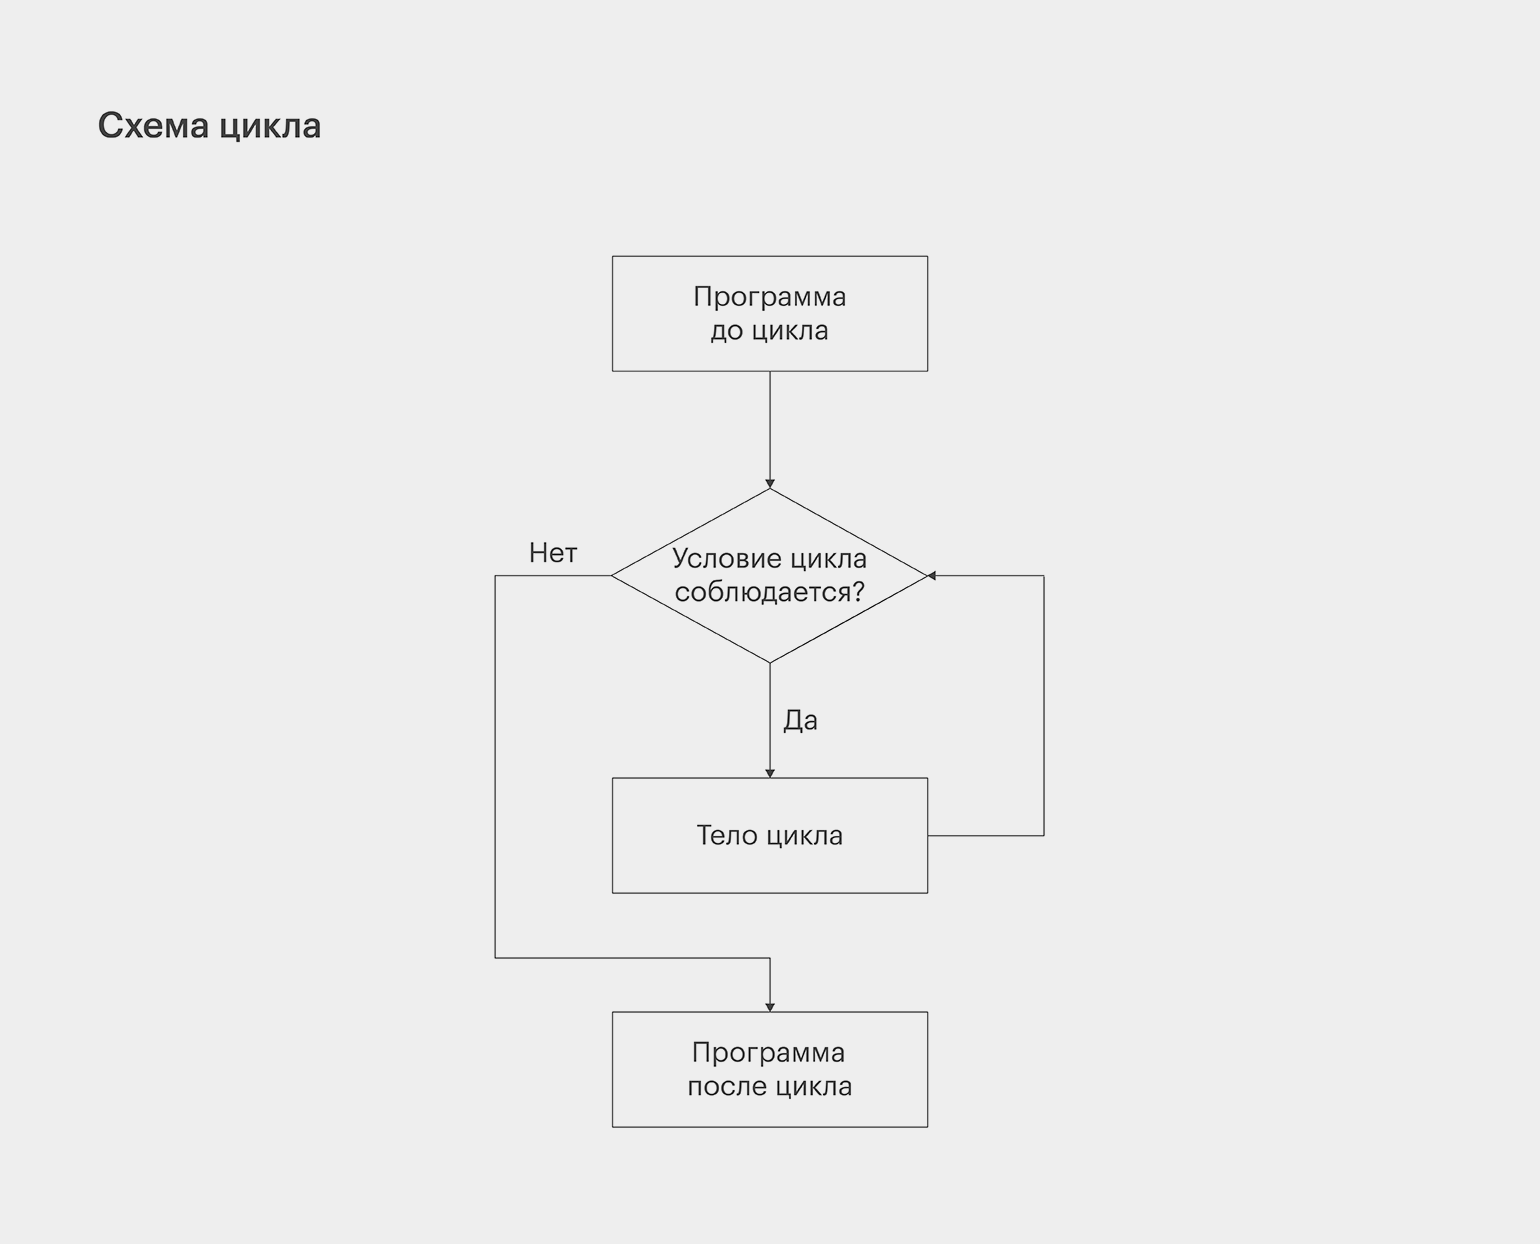 Схема цикла
Программа
до цикла
Нет
Условие цикла
соблюдается?
Да
Тело цикла
Программа
после цикла